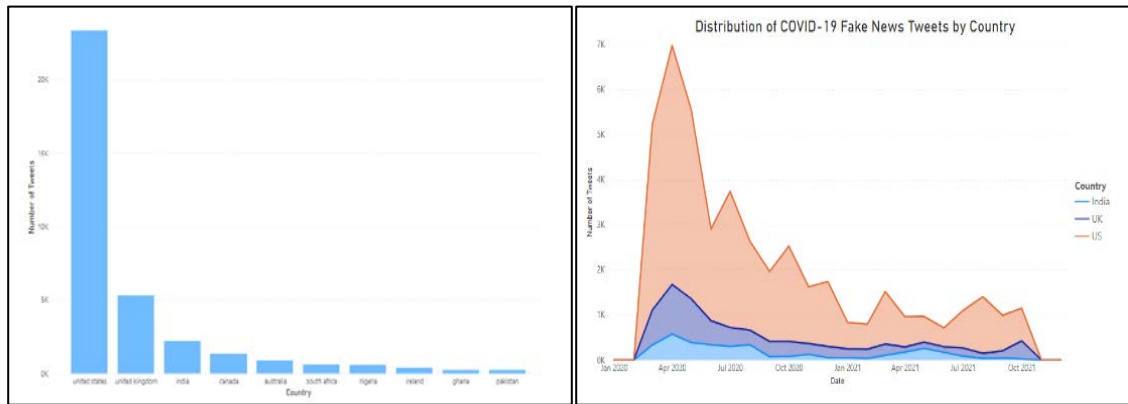 Number of Tweets
20K
15K
10K
5K
0K
united states
united kingdom
india
canada
australia
south africa
nigeria
ireland
ghana
pakistan
Country
Distribution of COVID-19 Fake News Tweets by Country
Number of Tweets
7K
6K
5K
4K
3K
2K
1K
0K
Jan 2020
Apr 2020
Jul 2020
Oct 2020
Jan 2021
Apr 2021
Jul 2021
Oct 2021
Date
Country
India
UK
US